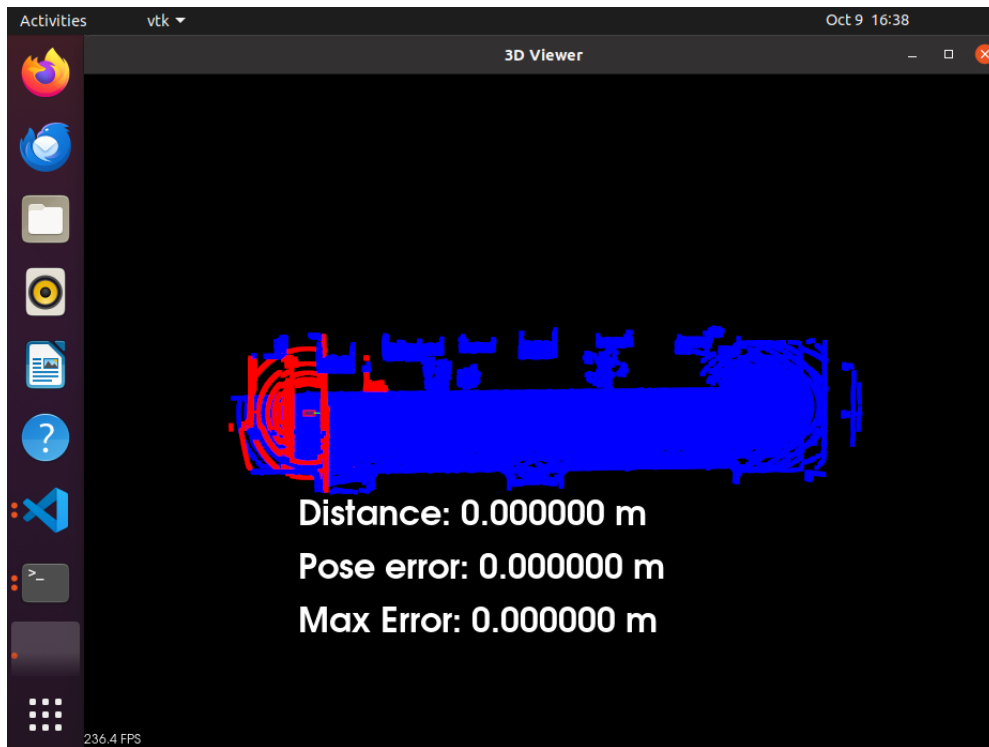 Activities vtk Oct 9 16:38
3D Viewer
Distance: 0.000000 m
Pose error: 0.000000 m
Max Error: 0.000000 m
236.4 FPS